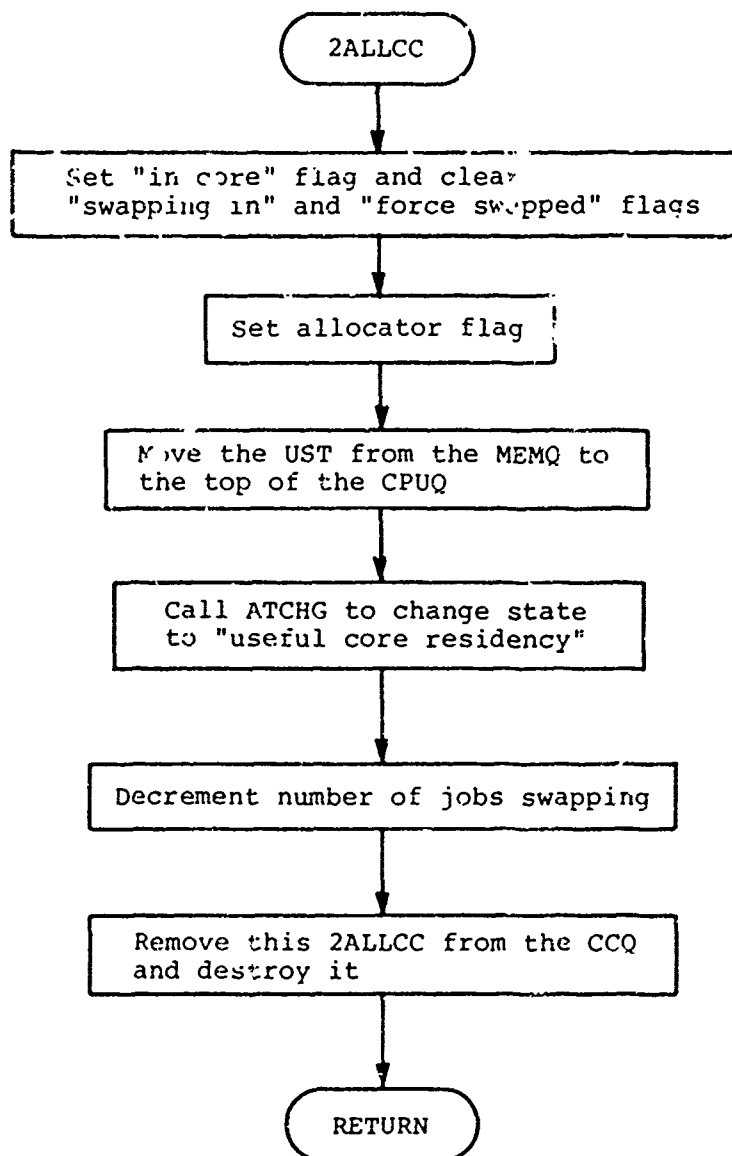 2ALLCC
Set "in core" flag and clear
"swapping in" and "force swapped" flags
Set allocator flag
Move the UST from the MEMQ to
the top of the CPUQ
Call ATCHG to change state
to "useful core residency"
Decrement number of jobs swapping
Remove this 2ALLCC from the CCQ
and destroy it
RETURN